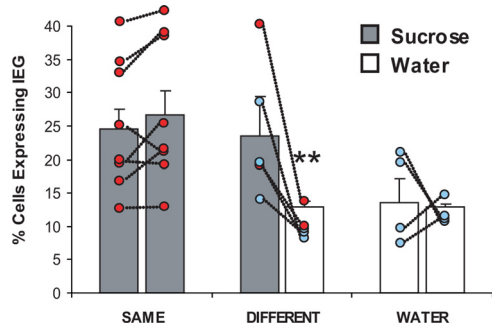 % Cells Expressing IEG
40
35
30
25
20
15
10
5
0
Sucrose
Water
**
SAME
DIFFERENT
WATER